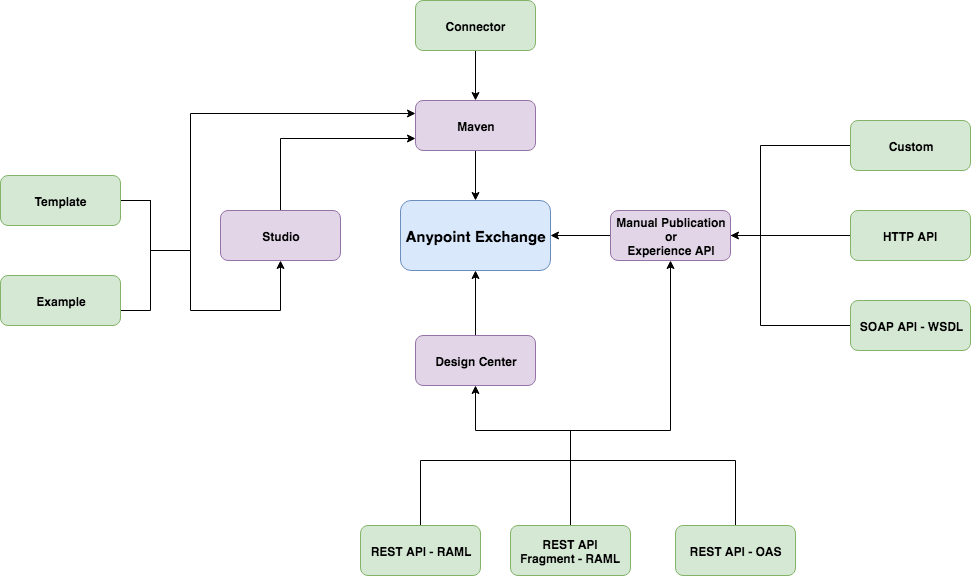 Connector
Maven
Custom
Template
Studio
Anypoint Exchange
Manual Publication
or
Experience API
HTTP API
Example
SOAP API - WSDL
Design Center
REST API - RAML
REST API
Fragment - RAML
REST API - OAS